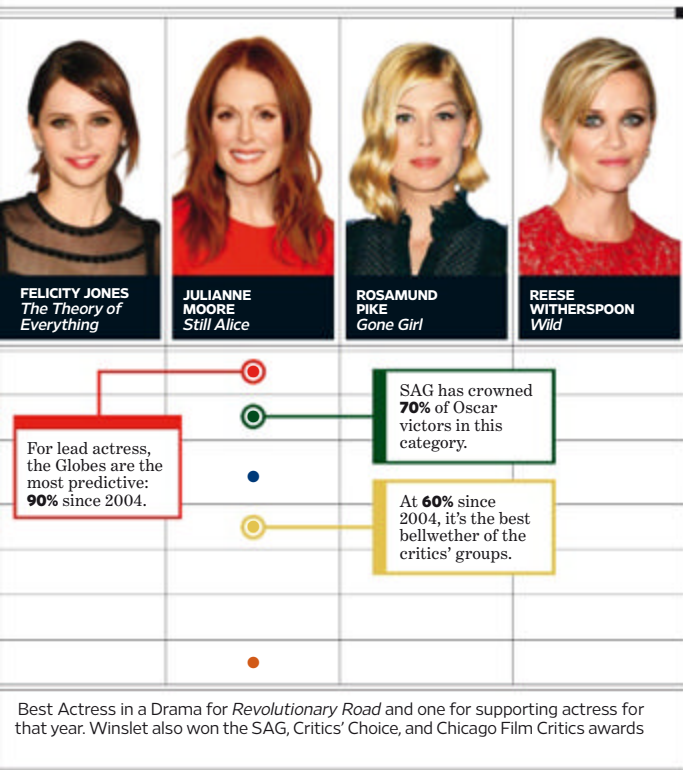 FELICITY JONES
The Theory of
Everything
JULIANNE
MOORE
Still Alice
ROSAMUND
PIKE
Gone Girl
REESE
WITHERSPOON
Wild
For lead actress,
the Globes are the
most predictive:
90% since 2004.
SAG has crowned
70% of Oscar
victors in this
category.
At 60% since
2004, it’s the best
bellwether of the
critics’ groups.
Best Actress in a Drama for Revolutionary Road and one for supporting actress for
that year. Winslet also won the SAG, Critics’ Choice, and Chicago Film Critics awards